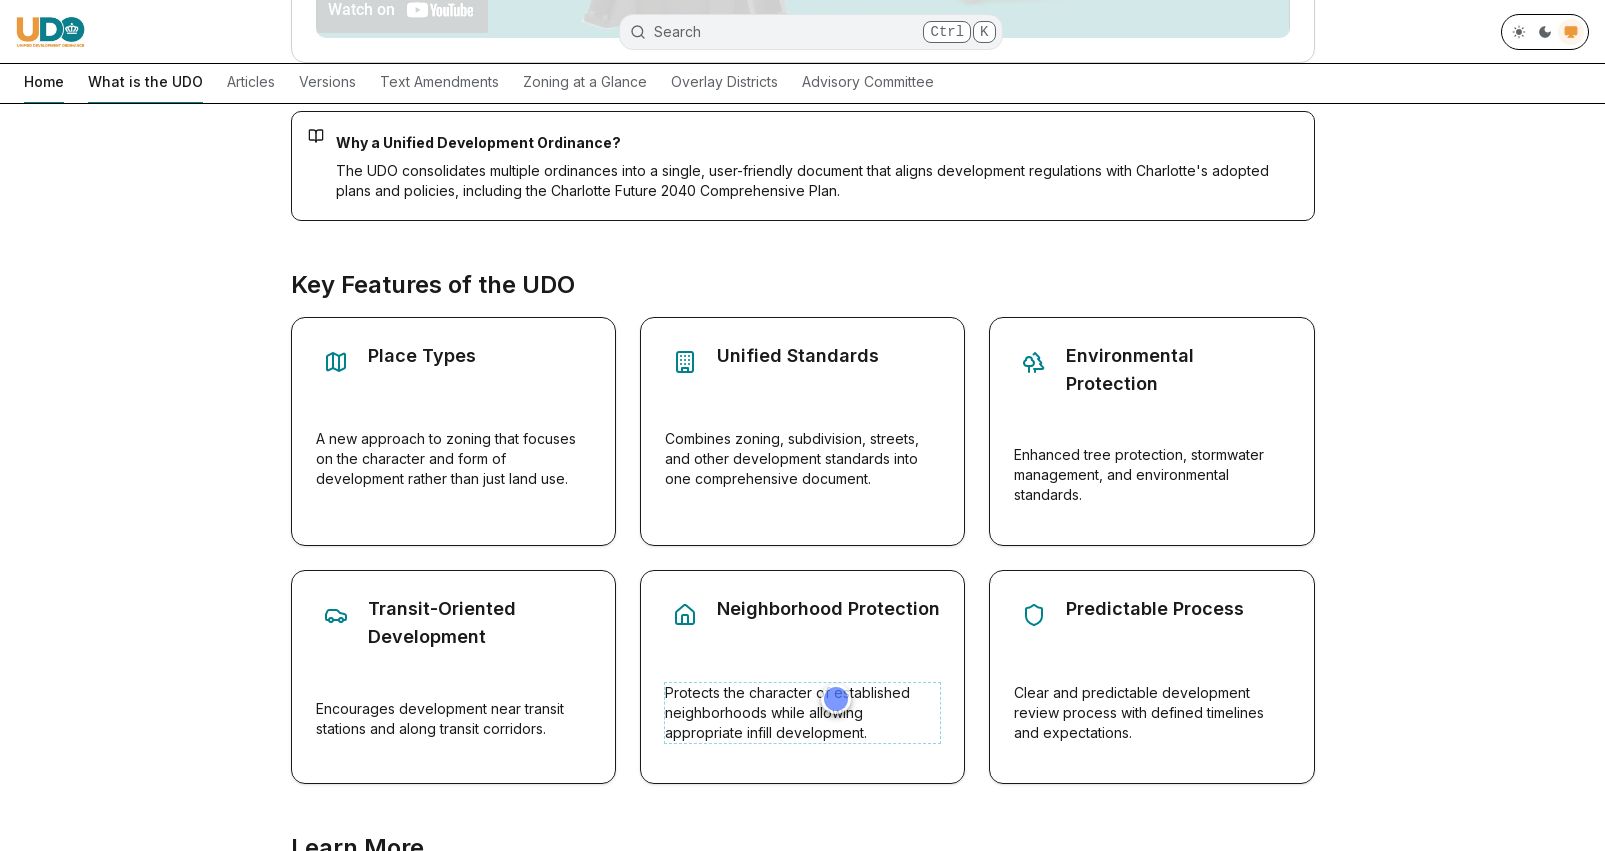 Watch on YouTube
UDO
UNIFIED DEVELOPMENT ORDINANCE
Search
Ctrl K
Home
What is the UDO
Articles
Versions
Text Amendments
Zoning at a Glance
Overlay Districts
Advisory Committee
Why a Unified Development Ordinance?
The UDO consolidates multiple ordinances into a single, user-friendly document that aligns development regulations with Charlotte's adopted
plans and policies, including the Charlotte Future 2040 Comprehensive Plan.
Key Features of the UDO
Place Types
A new approach to zoning that focuses
on the character and form of
development rather than just land use.
Unified Standards
Combines zoning, subdivision, streets,
and other development standards into
one comprehensive document.
Environmental
Protection
Enhanced tree protection, stormwater
management, and environmental
standards.
Transit-Oriented
Development
Encourages development near transit
stations and along transit corridors.
Neighborhood Protection
Protects the character of established
neighborhoods while allowing
appropriate infill development.
Predictable Process
Clear and predictable development
review process with defined timelines
and expectations.
Learn More